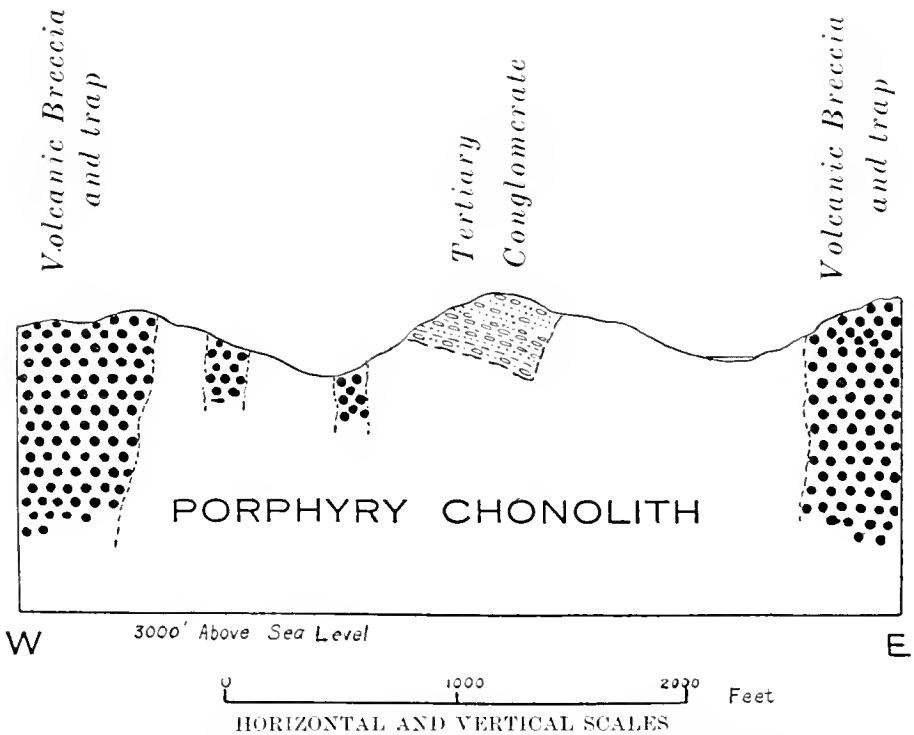 Volcanic Breccia
and trap
Tertiary
Conglomcrate
Volcanic Breccia
and trap
PORPHYRY CHONOLITH
W
3000' Above Sea Level
E
0 1000 2000 Feet
HORIZONTAL AND VERTICAL SCALES